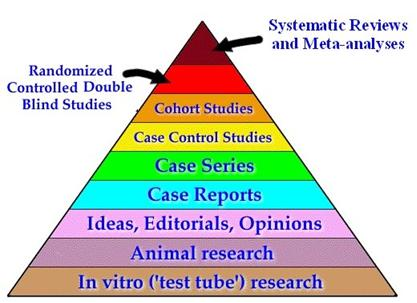 Systematic Reviews
and Meta-analyses
Randomized
Controlled Double
Blind Studies
Cohort Studies
Case Control Studies
Case Series
Case Reports
Ideas, Editorials, Opinions
Animal research
In vitro ('test tube') research